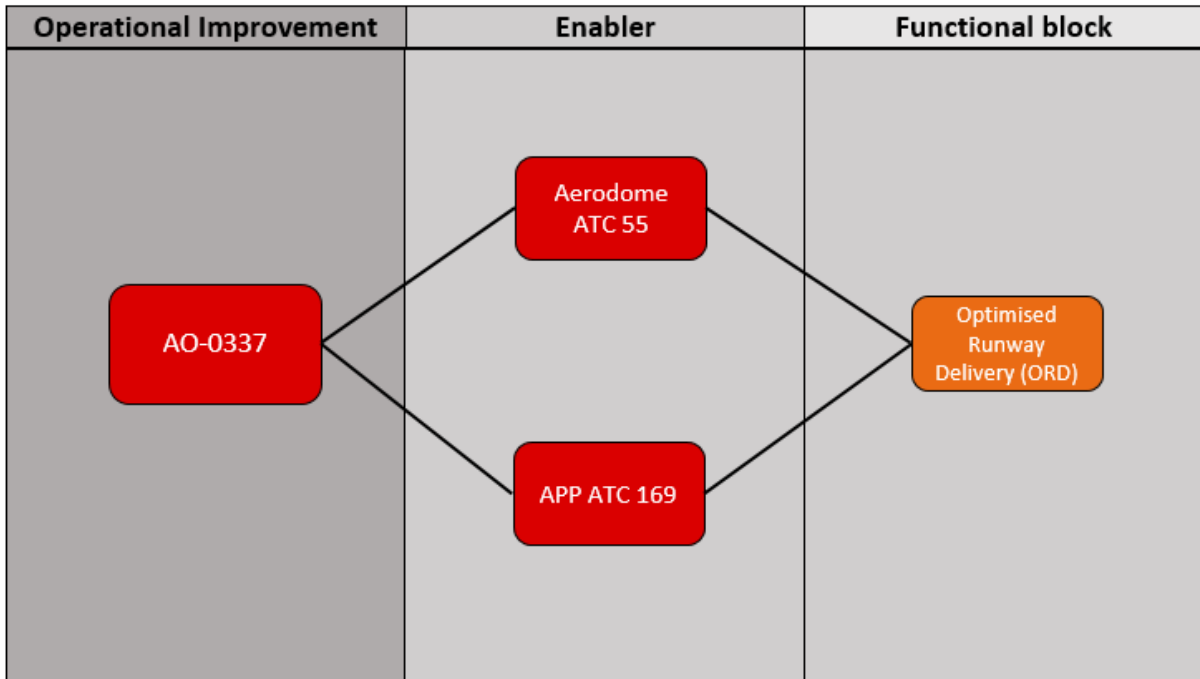 Operational Improvement
Enabler
Functional block
Aerodome
ATC 55
AO-0337
Optimised
Runway
Delivery (ORD)
APP ATC 169